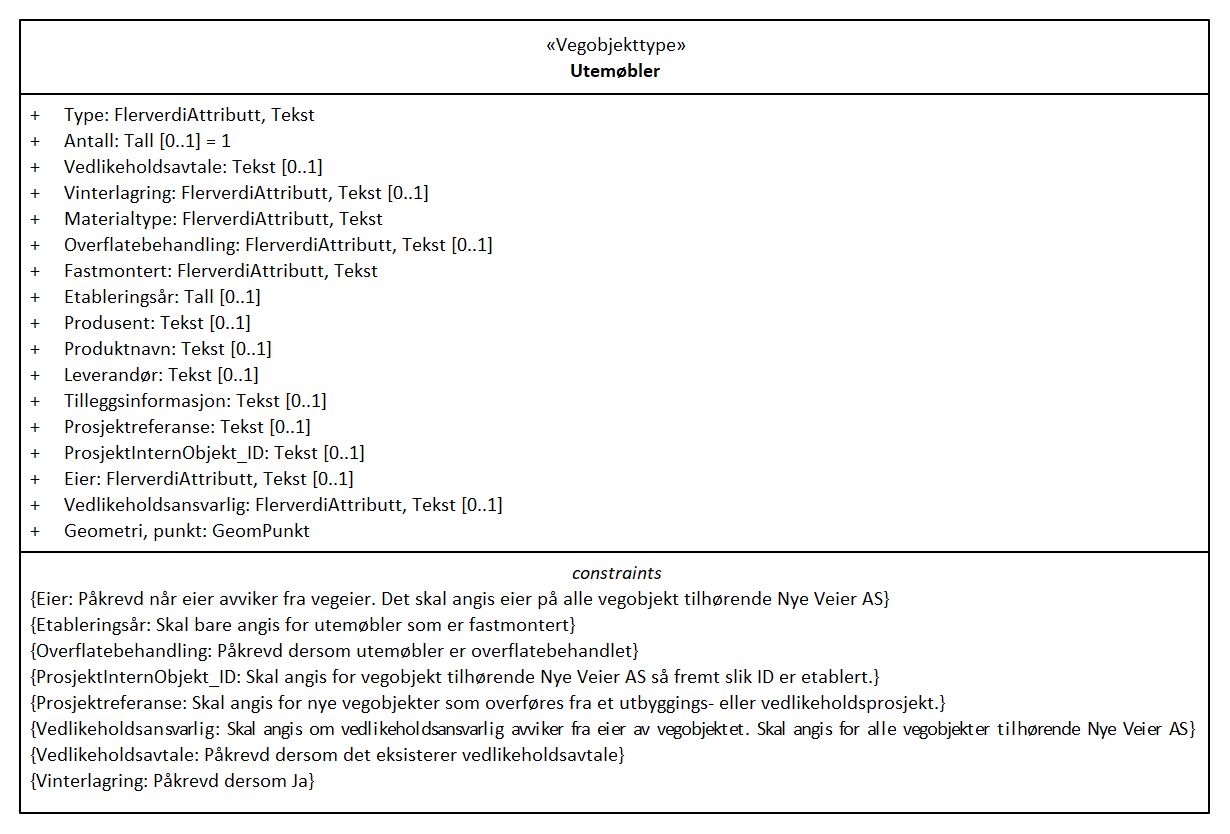 «Vegobjekttype»
Utemøbler
+ Type: FlerverdiAttributt, Tekst
+ Antall: Tall [0..1] = 1
+ Vedlikeholdsavtale: Tekst [0..1]
+ Vinterlagring: FlerverdiAttributt, Tekst [0..1]
+ Materialtype: FlerverdiAttributt, Tekst
+ Overflatebehandling: FlerverdiAttributt, Tekst [0..1]
+ Fastmontert: FlerverdiAttributt, Tekst
+ Etableringsår: Tall [0..1]
+ Produsent: Tekst [0..1]
+ Produktnavn: Tekst [0..1]
+ Leverandør: Tekst [0..1]
+ Tilleggsinformasjon: Tekst [0..1]
+ Prosjektreferanse: Tekst [0..1]
+ ProsjektInternObjekt_ID: Tekst [0..1]
+ Eier: FlerverdiAttributt, Tekst [0..1]
+ Vedlikeholdsansvarlig: FlerverdiAttributt, Tekst [0..1]
+ Geometri, punkt: GeomPunkt
constraints
{Eier: Påkrevd når eier avviker fra vegeier. Det skal angis eier på alle vegobjekt tilhørende Nye Veier AS}
{Etableringsår: Skal bare angis for utemøbler som er fastmontert}
{Overflatebehandling: Påkrevd dersom utemøbler er overflatebehandlet}
{ProsjektInternObjekt_ID: Skal angis for vegobjekt tilhørende Nye Veier AS så fremt slik ID er etablert.}
{Prosjektreferanse: Skal angis for nye vegobjekter som overføres fra et utbyggings- eller vedlikeholdsprosjekt.}
{Vedlikeholdsansvarlig: Skal angis om vedlikeholdsansvarlig avviker fra eier av vegobjektet. Skal angis for alle vegobjekter tilhørende Nye Veier AS}
{Vedlikeholdsavtale: Påkrevd dersom det eksisterer vedlikeholdsavtale}
{Vinterlagring: Påkrevd dersom Ja}